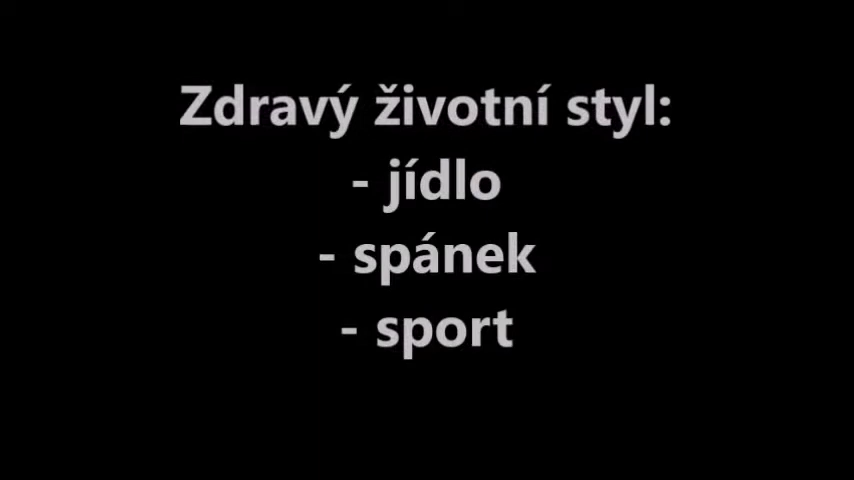 Zdravý životní styl:
- jídlo
- spánek
- sport